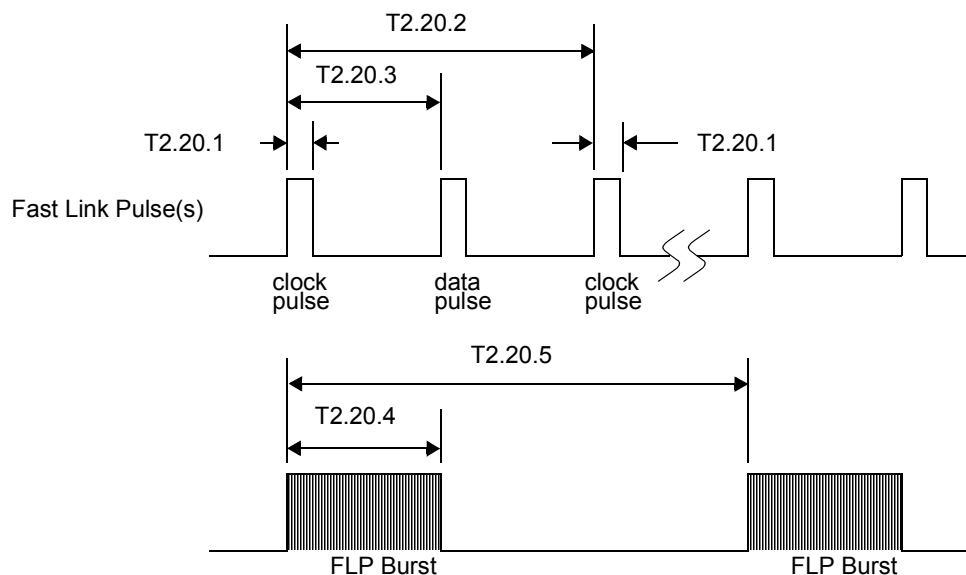 T2.20.2
T2.20.3
T2.20.1
T2.20.1
Fast Link Pulse(s)
clock
pulse
data
pulse
clock
pulse
T2.20.5
T2.20.4
FLP Burst
FLP Burst